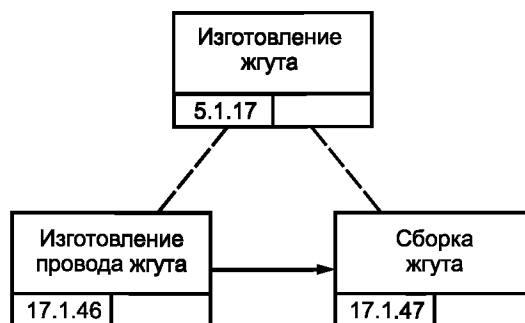 Изготовление
жгута
5.1.17
Изготовление
провода жгута
17.1.46
Сборка
жгута
17.1.47